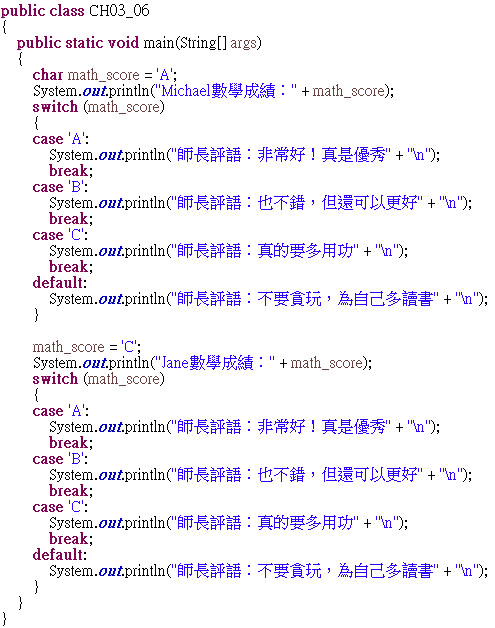 public class CH03_06
{
public static void main(String[] args)
{
char math_score = 'A';
System.out.println("Michael數學成績：" + math_score);
switch (math_score)
{
case 'A':
System.out.println("師長評語：非常好！真是優秀" + "\n");
break;
case 'B':
System.out.println("師長評語：也不錯，但還可以更好" + "\n");
break;
case 'C':
System.out.println("師長評語：真的要多用功" + "\n");
break;
default:
System.out.println("師長評語：不要貪玩，為自己多讀書" + "\n");
}
math_score = 'C';
System.out.println("Jane數學成績：" + math_score);
switch (math_score)
{
case 'A':
System.out.println("師長評語：非常好！真是優秀" + "\n");
break;
case 'B':
System.out.println("師長評語：也不錯，但還可以更好" + "\n");
break;
case 'C':
System.out.println("師長評語：真的要多用功" + "\n");
break;
default:
System.out.println("師長評語：不要貪玩，為自己多讀書" + "\n");
}
}
}